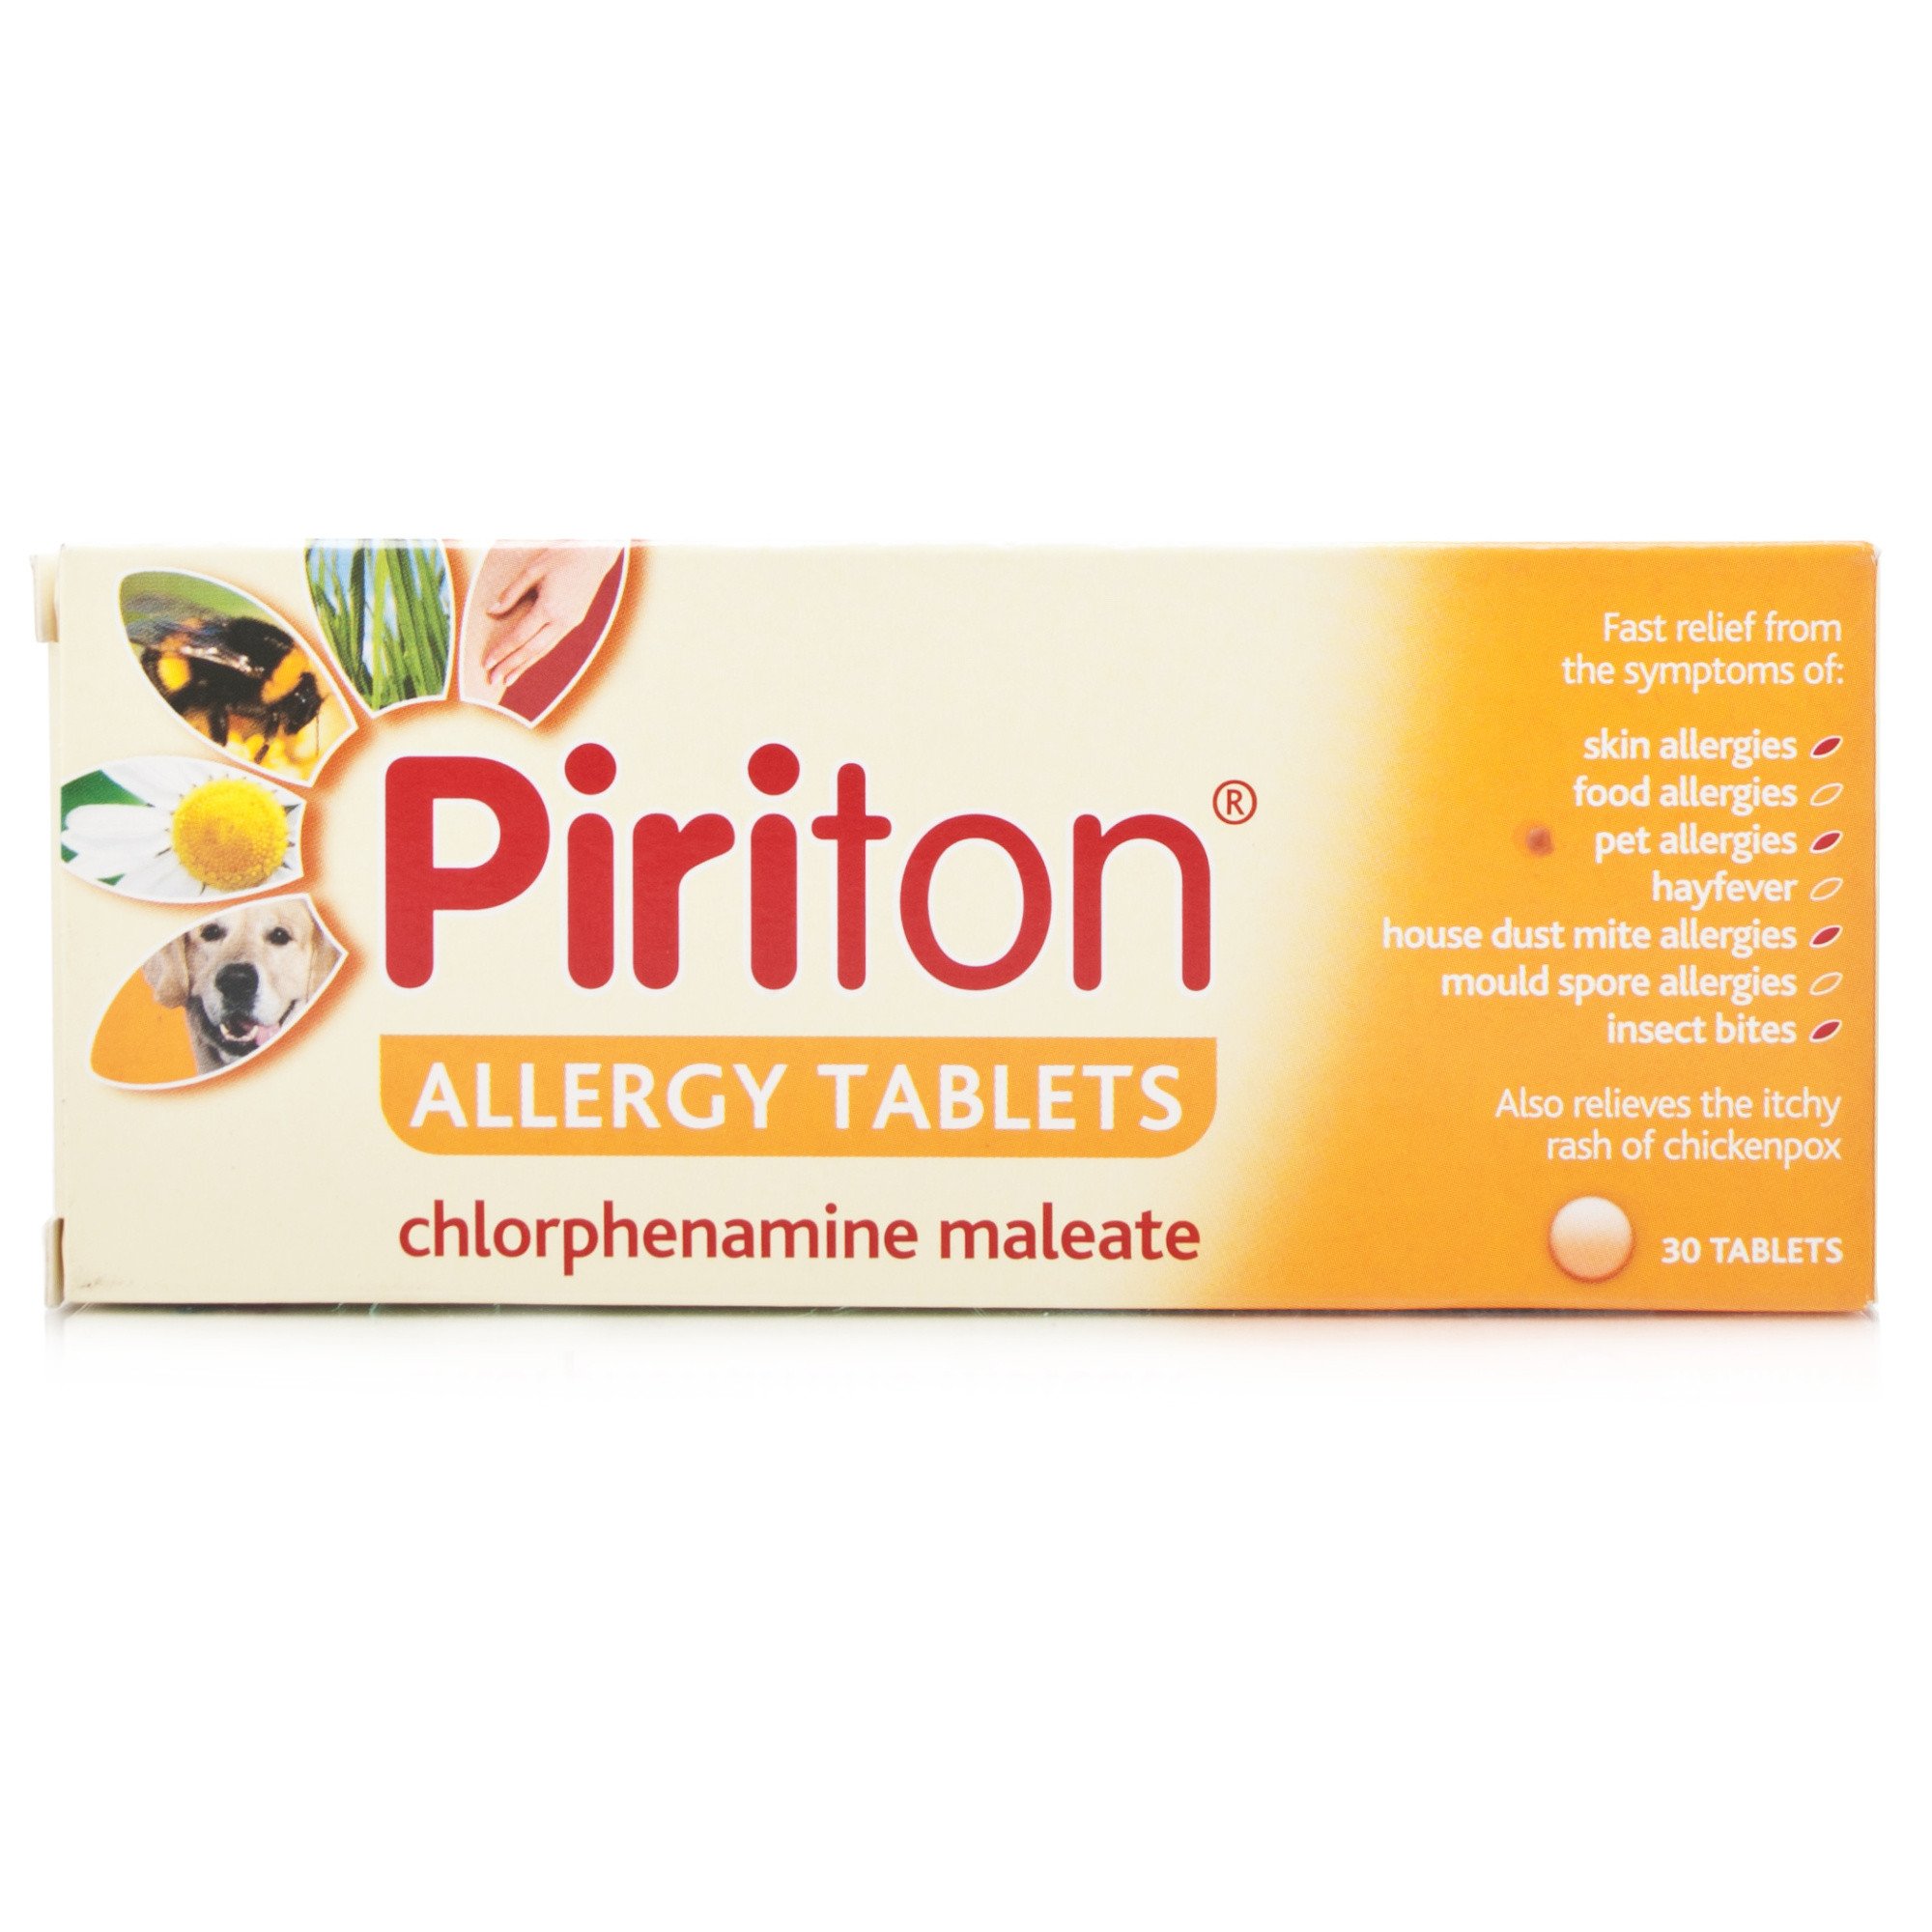 Piriton®
ALLERGY TABLETS
chlorphenamine maleate
Fast relief from
the symptoms of:
skin allergies
food allergies
pet allergies
hayfever
house dust mite allergies
mould spore allergies
insect bites
Also relieves the itchy
rash of chickenpox
30 TABLETS